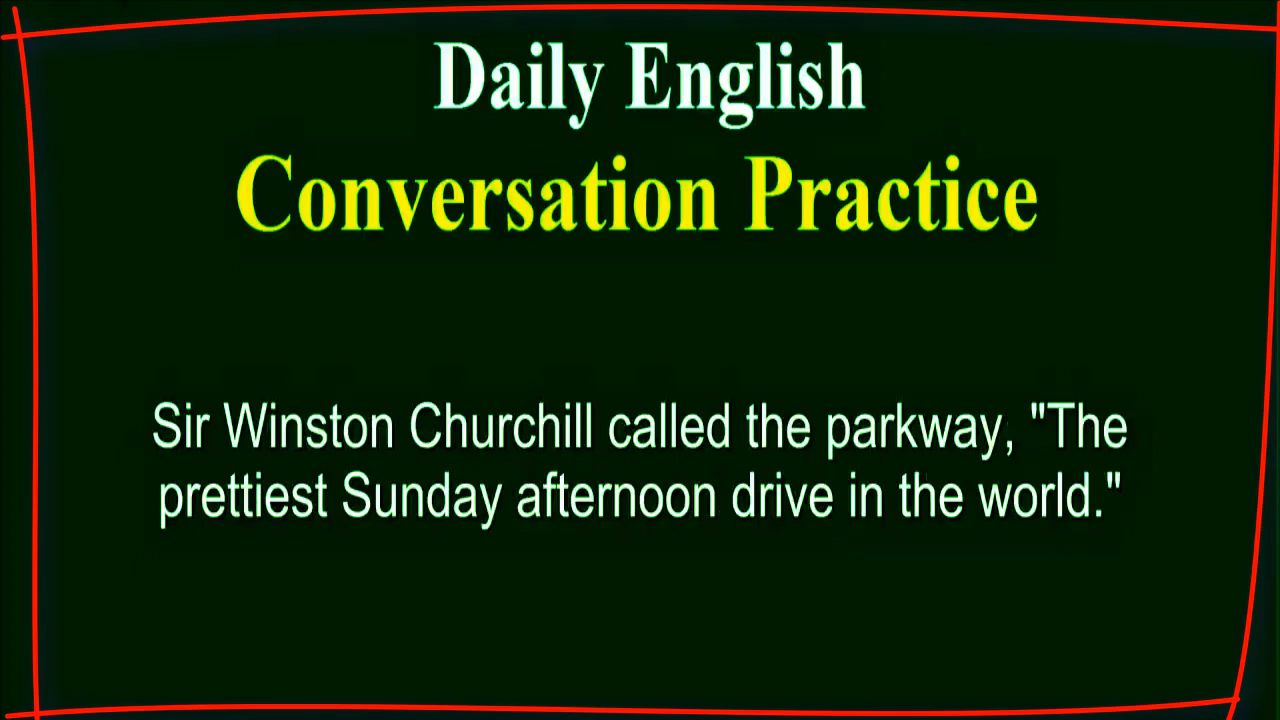 Daily English
Conversation Practice
Sir Winston Churchill called the parkway, "The
prettiest Sunday afternoon drive in the world."